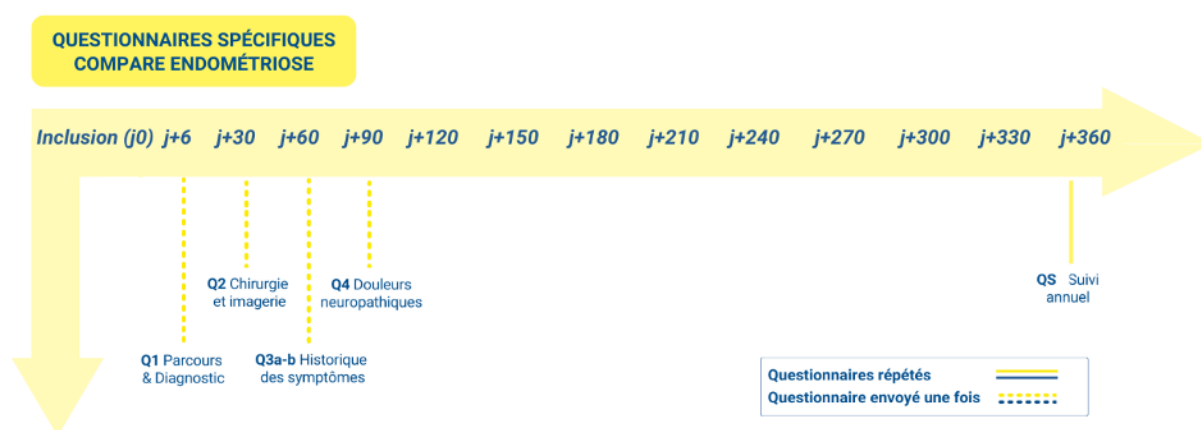 QUESTIONNAIRES SPÉCIFIQUES
COMPARE ENDOMÉTRIOSE
Inclusion (j0) j+6 j+30 j+60 j+90 j+120 j+150 j+180 j+210 j+240 j+270 j+300 j+330 j+360
Q2 Chirurgie
et imagerie
Q4 Douleurs
neuropathiques
QS Suivi
annuel
Q1 Parcours
& Diagnostic
Q3a-b Historique
des symptômes
Questionnaires répétés
Questionnaire envoyé une fois